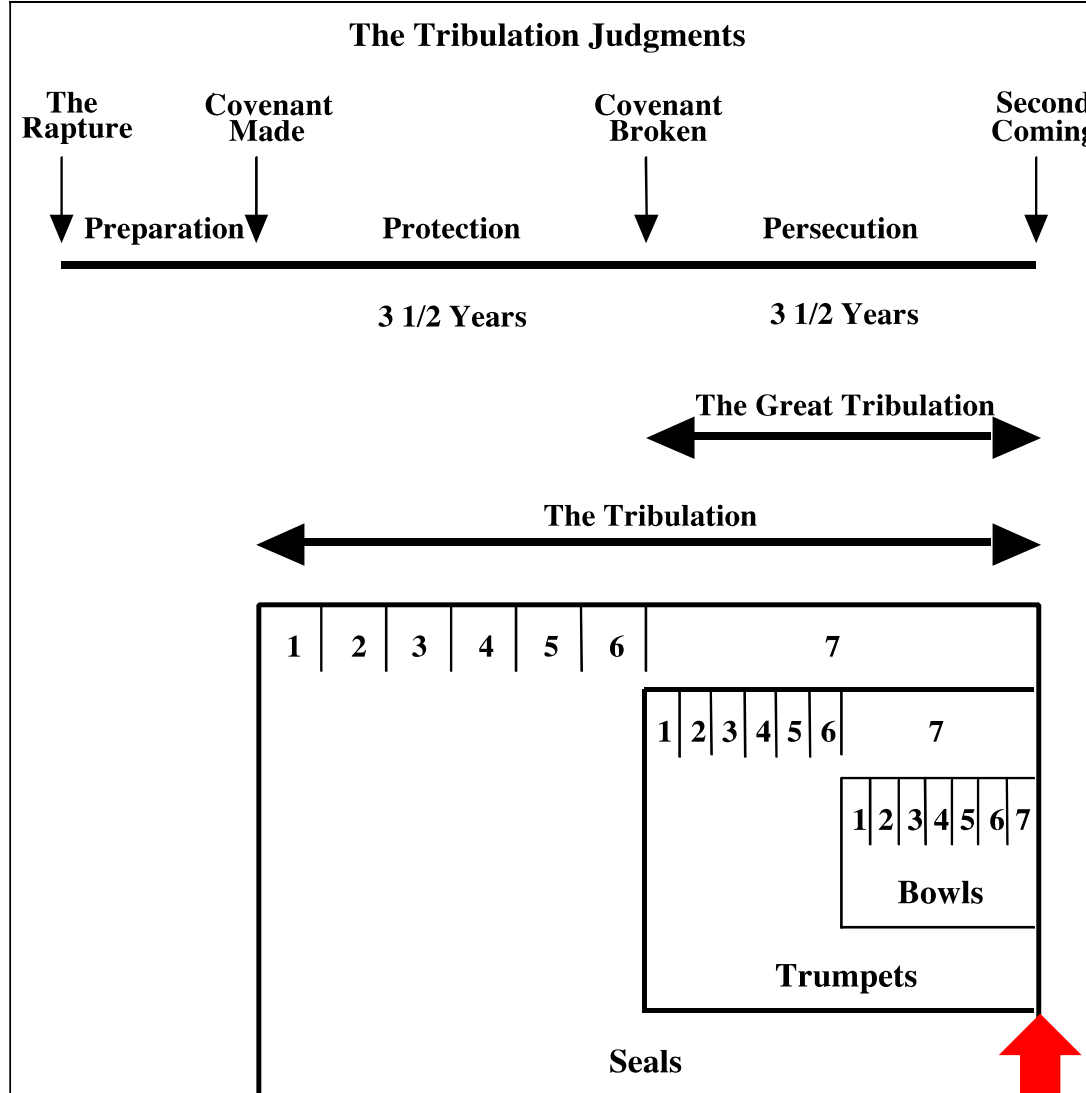 The Tribulation Judgments
The
Rapture
Covenant
Made
Covenant
Broken
Second
Coming
Preparation
Protection
Persecution
3 1/2 Years
3 1/2 Years
The Great Tribulation
The Tribulation
1 2 3 4 5 6 7
1 2 3 4 5 6 7
1 2 3 4 5 6 7
Bowls
Trumpets
Seals